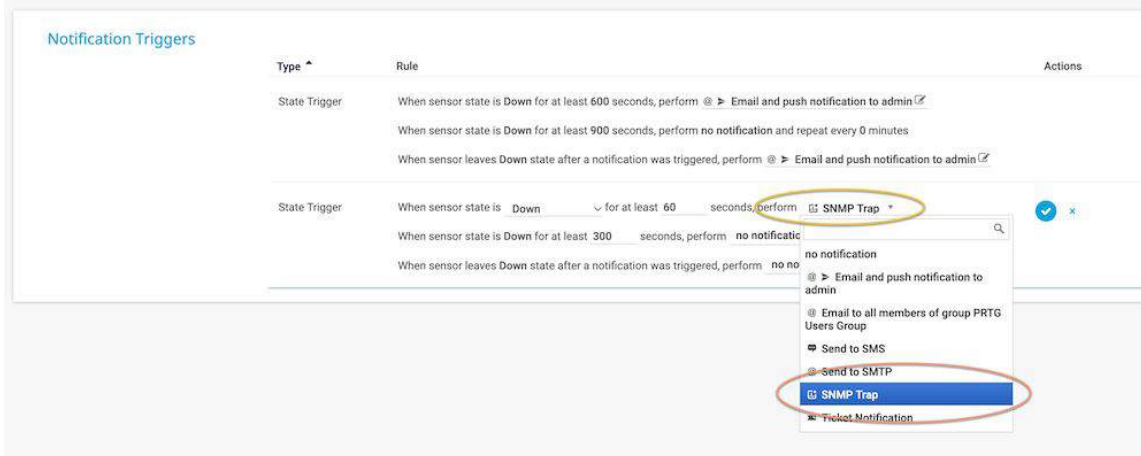 Notification Triggers
Type Rule Actions
State Trigger When sensor state is Down for at least 600 seconds, perform @ Email and push notification to admin
When sensor state is Down for at least 900 seconds, perform no notification and repeat every 0 minutes
When sensor leaves Down state after a notification was triggered, perform @ Email and push notification to admin
State Trigger When sensor state is Down for at least 60 seconds, perform SNMP Trap
When sensor state is Down for at least 300 seconds, perform no notificatio
When sensor leaves Down state after a notification was triggered, perform no no
no notification
@ Email and push notification to
admin
@ Email to all members of group PRTG
Users Group
Send to SMS
@ Send to SMTP
SNMP Trap
Ticket Notification